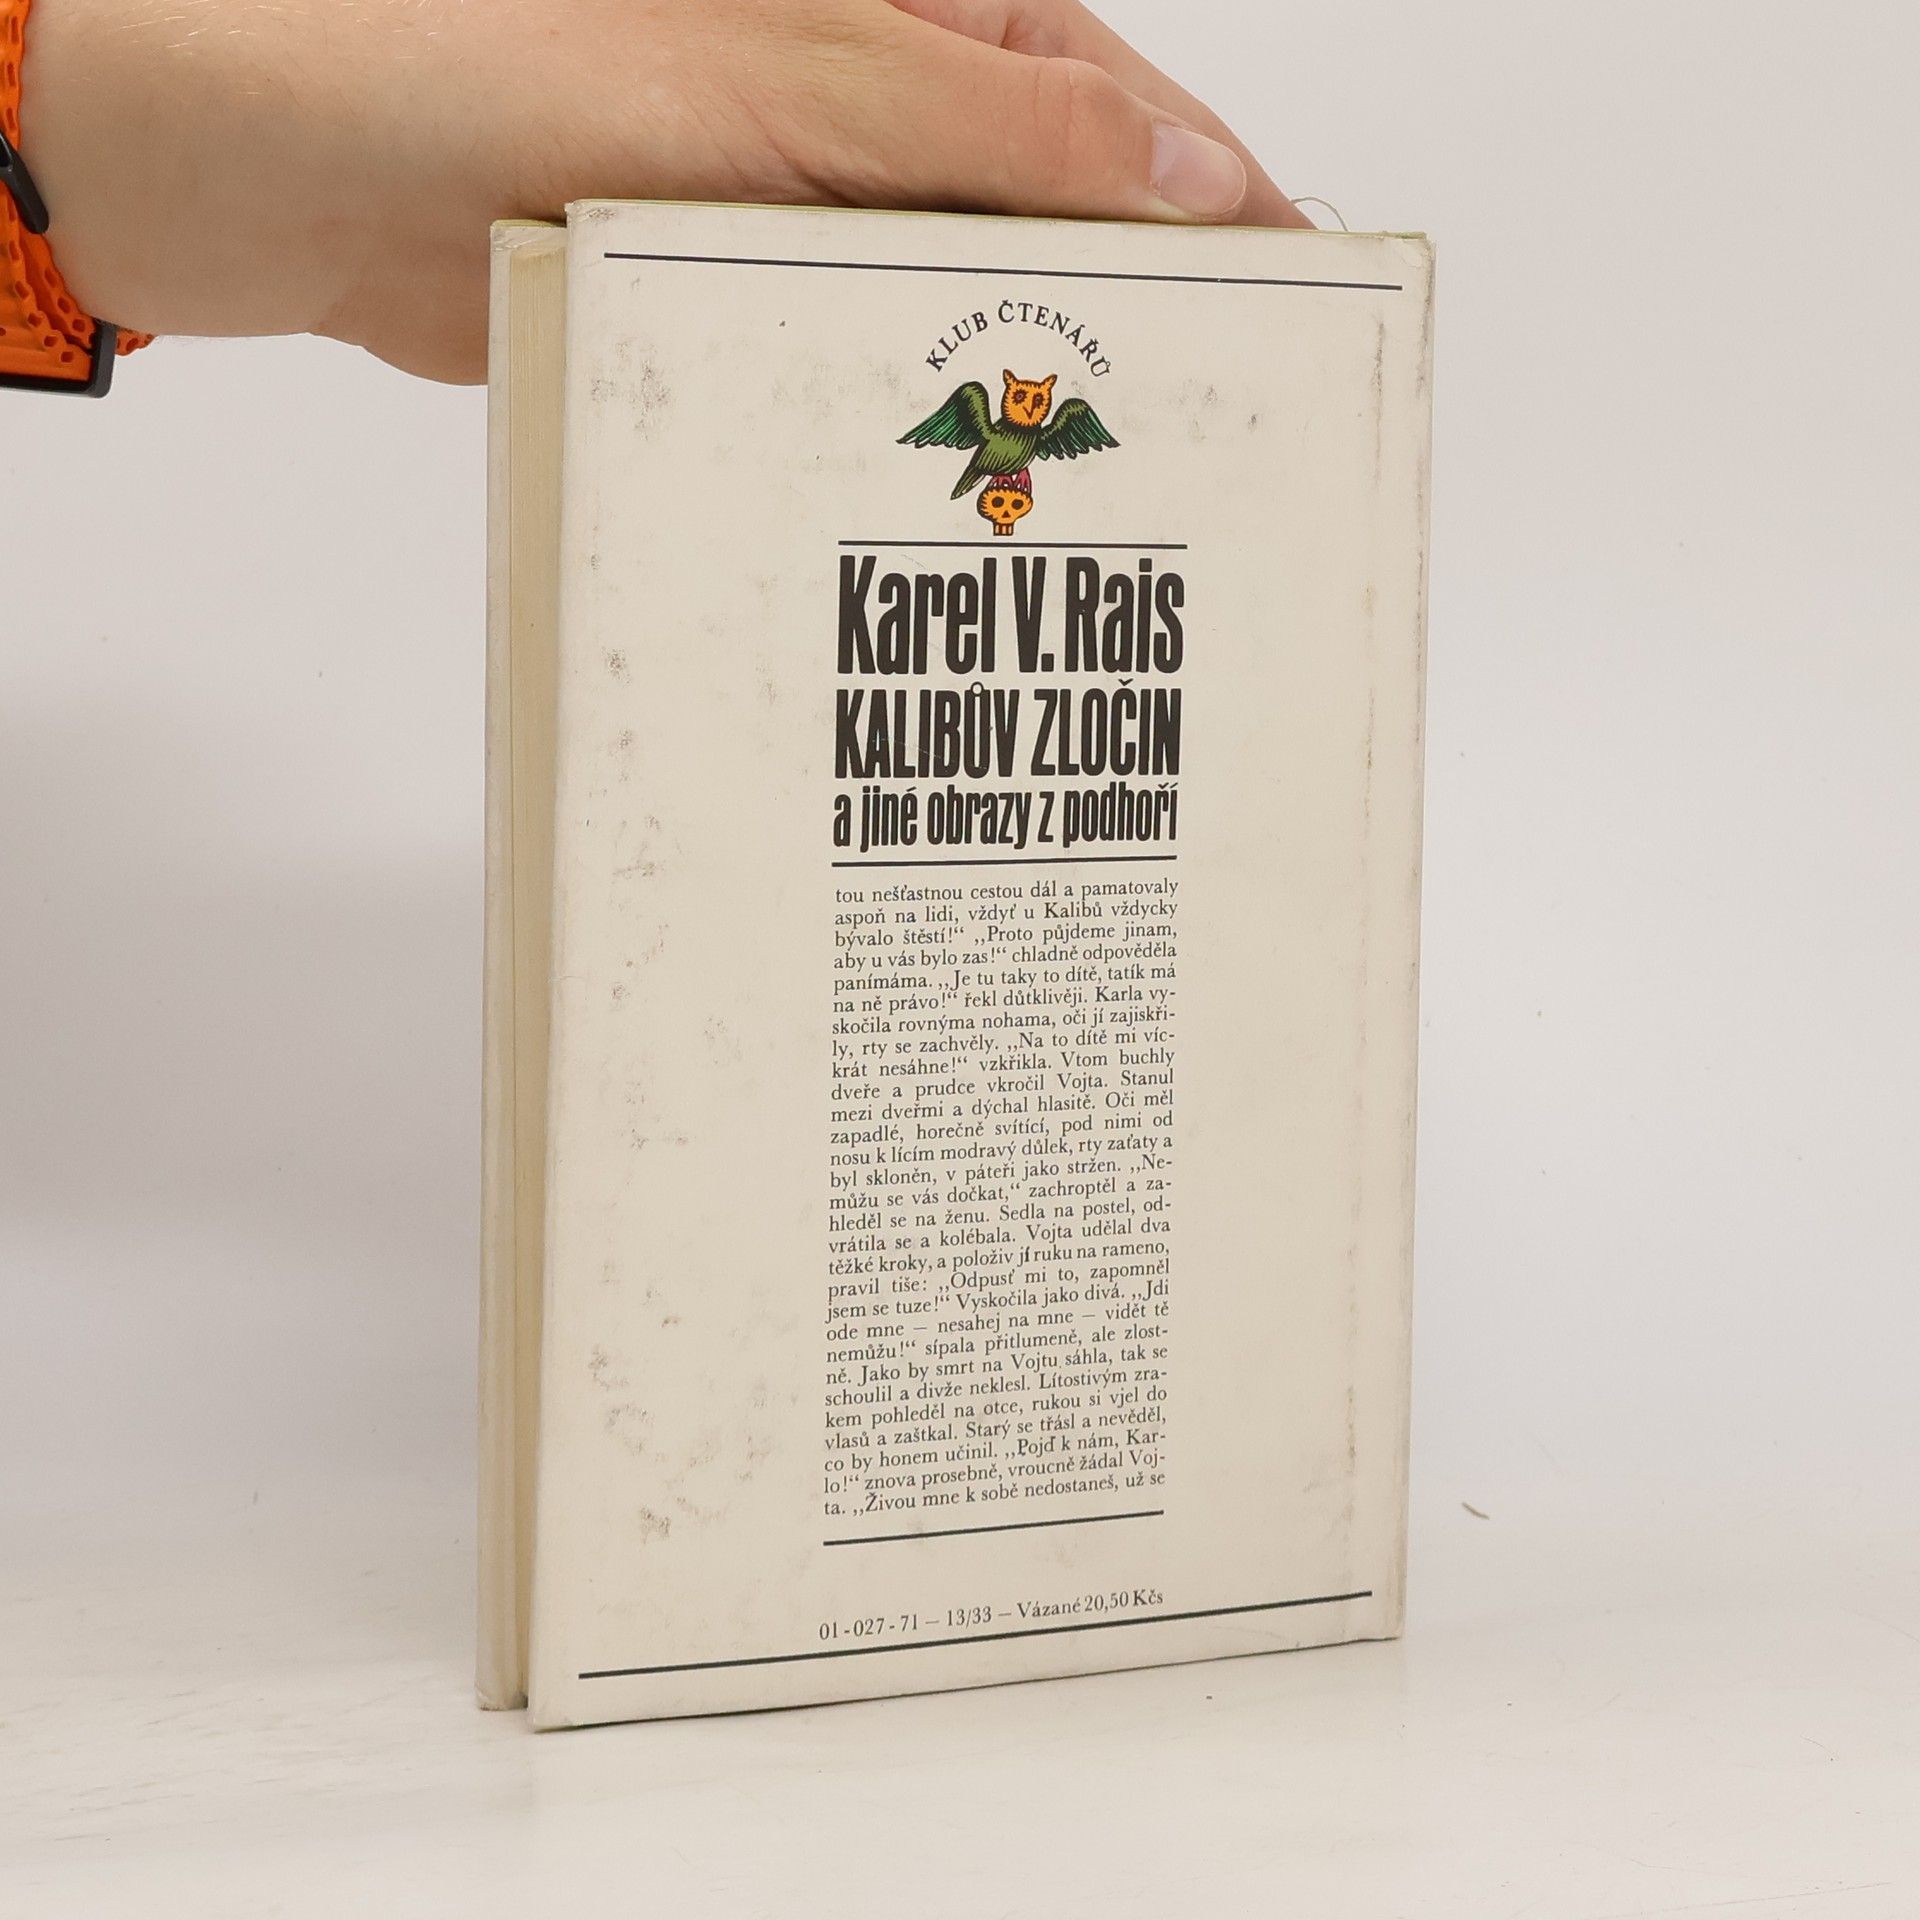 KLUB ČTENÁŘŮ
Karel V. Rais
KALIBŮV ZLOČIN
a jiné obrazy z podhoří
tou nešťastnou cestou dál a pamatovaly
aspoň na lidi, vždyť u Kalibů vždycky
bývalo štěstí!“ „Proto půjdeme jinam,
aby u vás bylo zas!“ chladně odpověděla
panímáma. „Je tu taky to dítě, tatík má
na ně právo!“ řekl důtklivěji. Karla vy-
skočila rovnýma nohama, oči jí zajiskři-
ly, rty se zachvěly. „Na to dítě mi víc-
krát nesáhne!“ vzkřikla. Vtom buchly
dveře a prudce vkročil Vojta. Stanul
mezi dveřmi a dýchal hlasitě. Oči měl
zapadlé, horečně svítící, pod nimi od
nosu k lícím modravý důlek, rty zaťaty a
byl skloněn, v páteři jako stržen. „Ne-
můžu se vás dočkat,“ zachroptěl a za-
hleděl se na ženu. Sedla na postel, od-
vrátila se a kolébala. Vojta udělal dva
těžké kroky, a položiv jí ruku na rameno,
pravil tiše: „Odpusť mi to, zapomněl
jsem se tuze!“ Vyskočila jako divá. „Jdi
ode mne — nesahej na mne — vidět tě
nemůžu!“ sípala přitlumeně, ale zlost-
ně. Jako by smrt na Vojtu sáhla, tak se
schoulil a divže neklesl. Lítostivým zra-
kem pohleděl na otce, rukou si vjel do
vlasů a zaštkal. Starý se třásl a nevěděl,
co by honem učinil. „Pojď k nám, Kar-
lo!“ znova prosebně, vroucně žádal Voj-
ta. „Živou mne k sobě nedostaneš, už se
01-027-71 — 13/33 — Vázané 20,50 Kčs